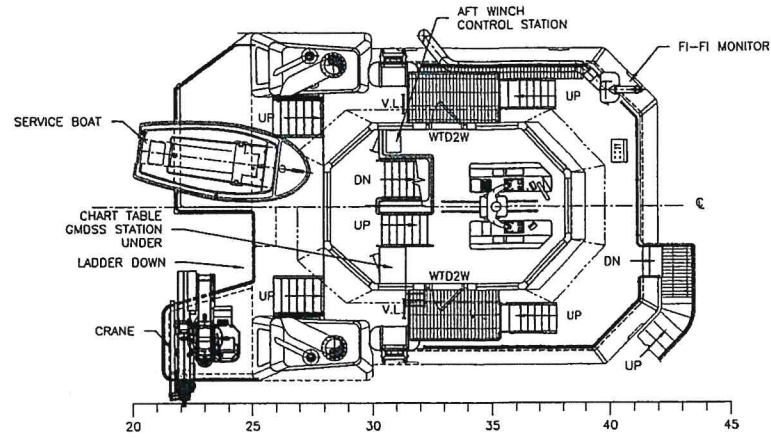 AFT WINCH
CONTROL STATION
FI-FI MONITOR
V.L
UP
UP
SERVICE BOAT
UP
WTD2W
DN
CHART TABLE
GMDSS STATION
UNDER
UP
℄
LADDER DOWN
DN
WTD2W
UP
V.L
UP
CRANE
UP
20
25
30
35
40
45